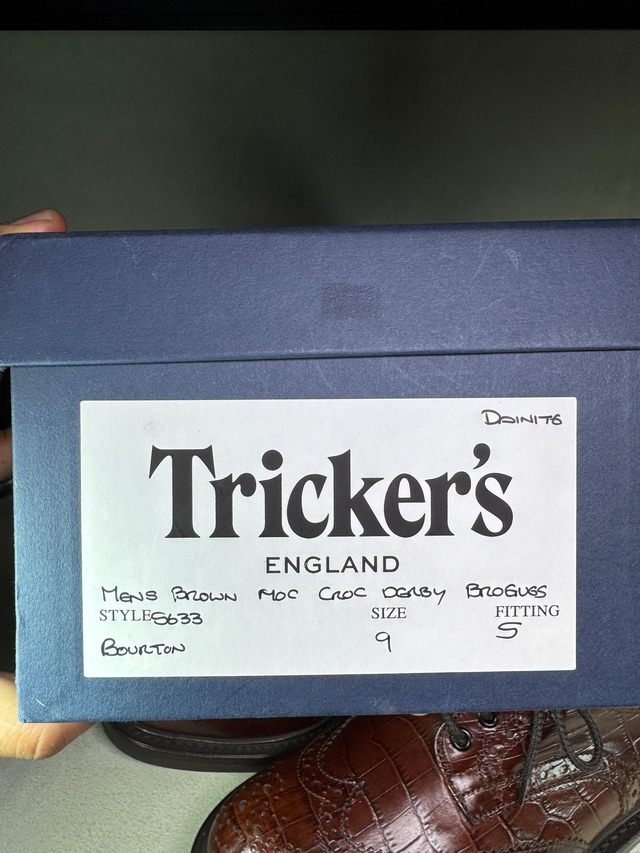 Dainite
Tricker's
ENGLAND
Mens Brown Moc Croc Derby Brogues
STYLE 5633 SIZE FITTING
Bourton 9 5